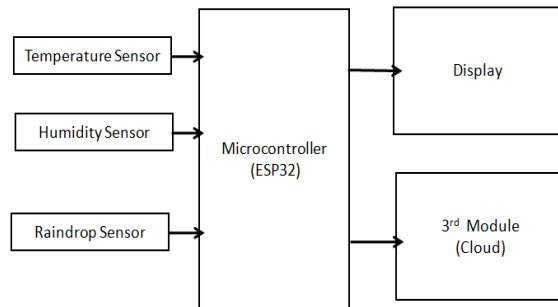 Temperature Sensor
Humidity Sensor
Raindrop Sensor
Microcontroller
(ESP32)
Display
3rd Module
(Cloud)